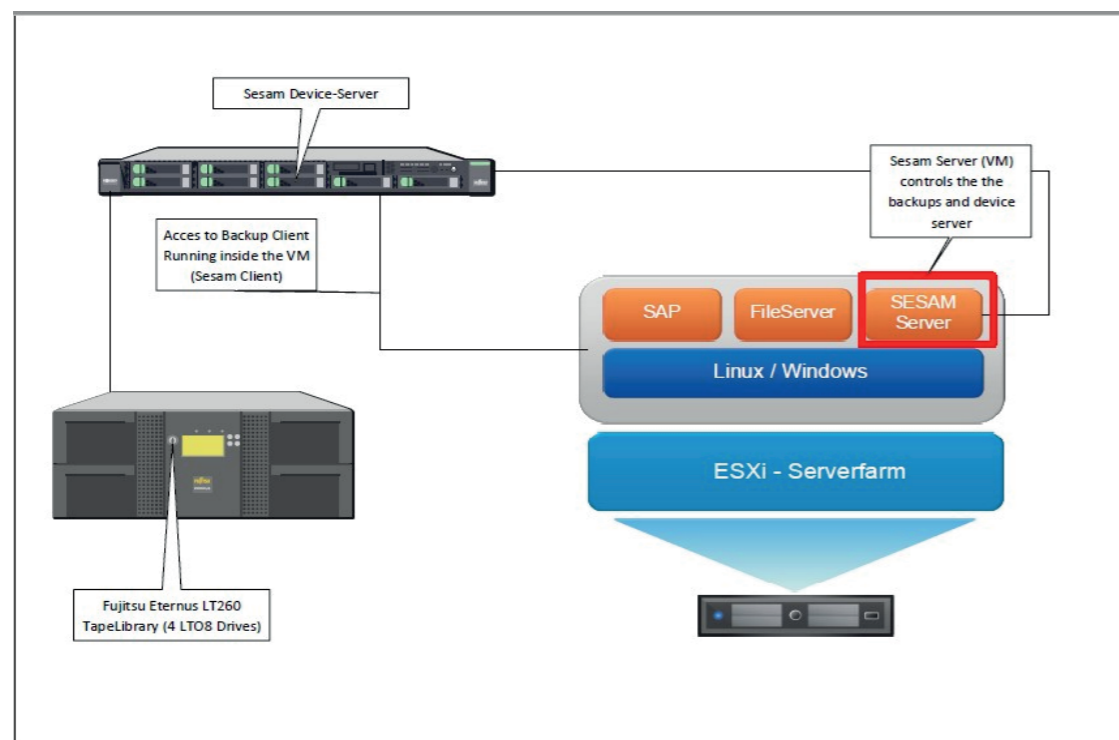 Sesam Device-Server
Sesam Server (VM)
controls the the
backups and device
server
Acces to Backup Client
Running inside the VM
(Sesam Client)
SAP
FileServer
SESAM
Server
Linux / Windows
ESXi - Serverfarm
Fujitsu Eternus LT260
TapeLibrary (4 LTO8 Drives)